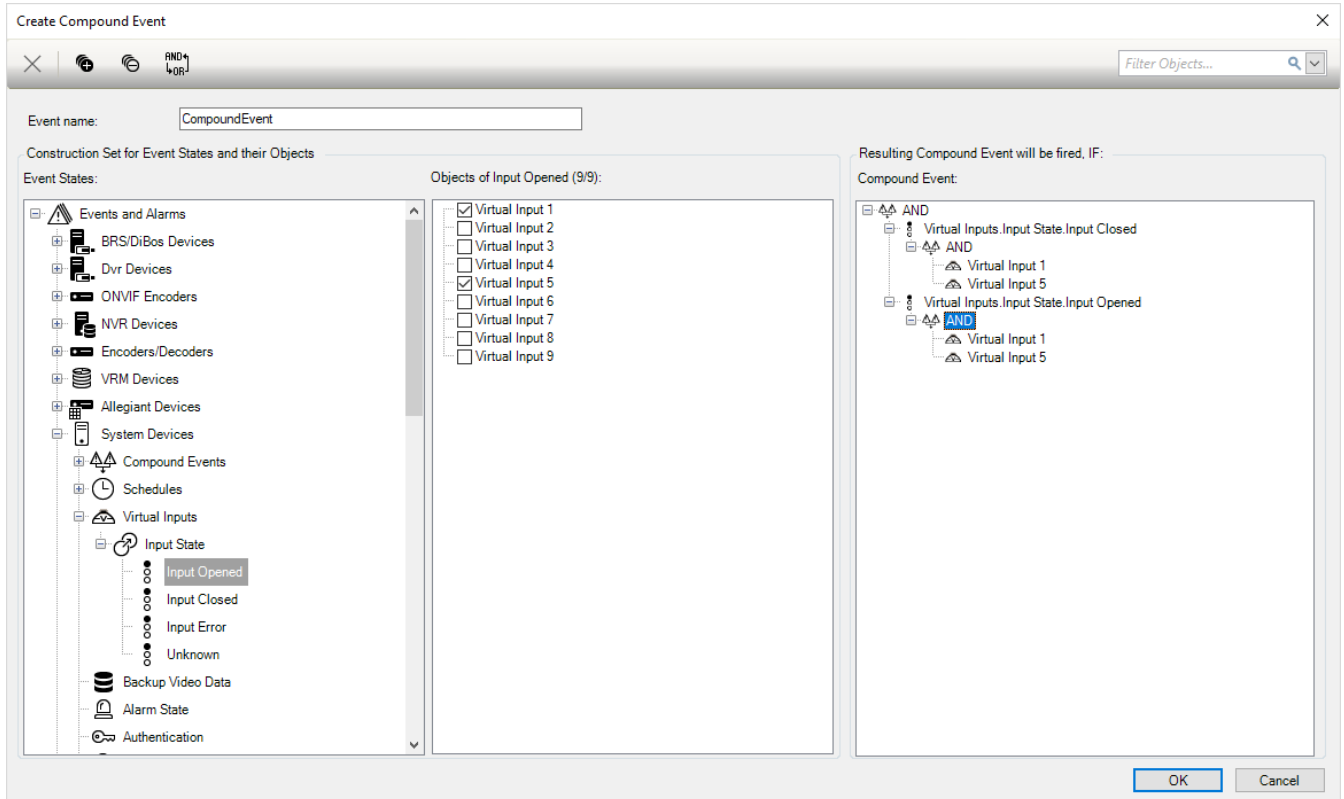 Create Compound Event
AND
OR
Filter Objects...
Event name:
CompoundEvent
Construction Set for Event States and their Objects
Event States:
Events and Alarms
BRS/DiBos Devices
Dvr Devices
ONVIF Encoders
NVR Devices
Encoders/Decoders
VRM Devices
Allegiant Devices
System Devices
Compound Events
Schedules
Virtual Inputs
Input State
Input Opened
Input Closed
Input Error
Unknown
Backup Video Data
Alarm State
Authentication
Objects of Input Opened (9/9):
Virtual Input 1
Virtual Input 2
Virtual Input 3
Virtual Input 4
Virtual Input 5
Virtual Input 6
Virtual Input 7
Virtual Input 8
Virtual Input 9
Resulting Compound Event will be fired, IF:
Compound Event:
AND
Virtual Inputs.Input State.Input Closed
AND
Virtual Input 1
Virtual Input 5
Virtual Inputs.Input State.Input Opened
AND
Virtual Input 1
Virtual Input 5
OK
Cancel